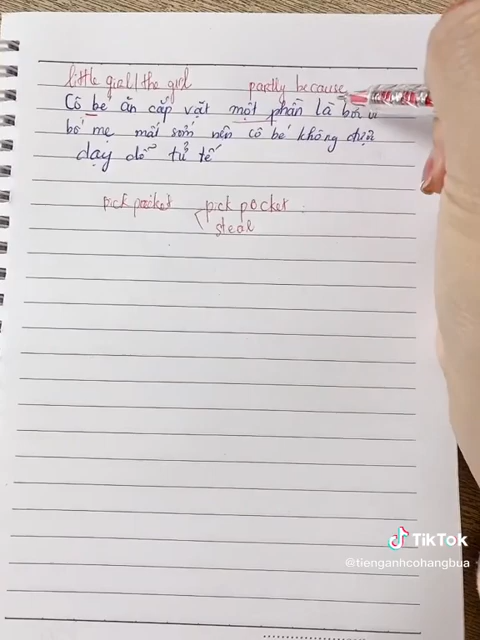 little girl / the girl partly because
Cô bé ăn cắp vặt một phần là bởi vì
bố mẹ mất sớm nên cô bé không được
dạy dỗ tử tế
pick pocket pick pocket
steal
TikTok
@tienganhcohangbua